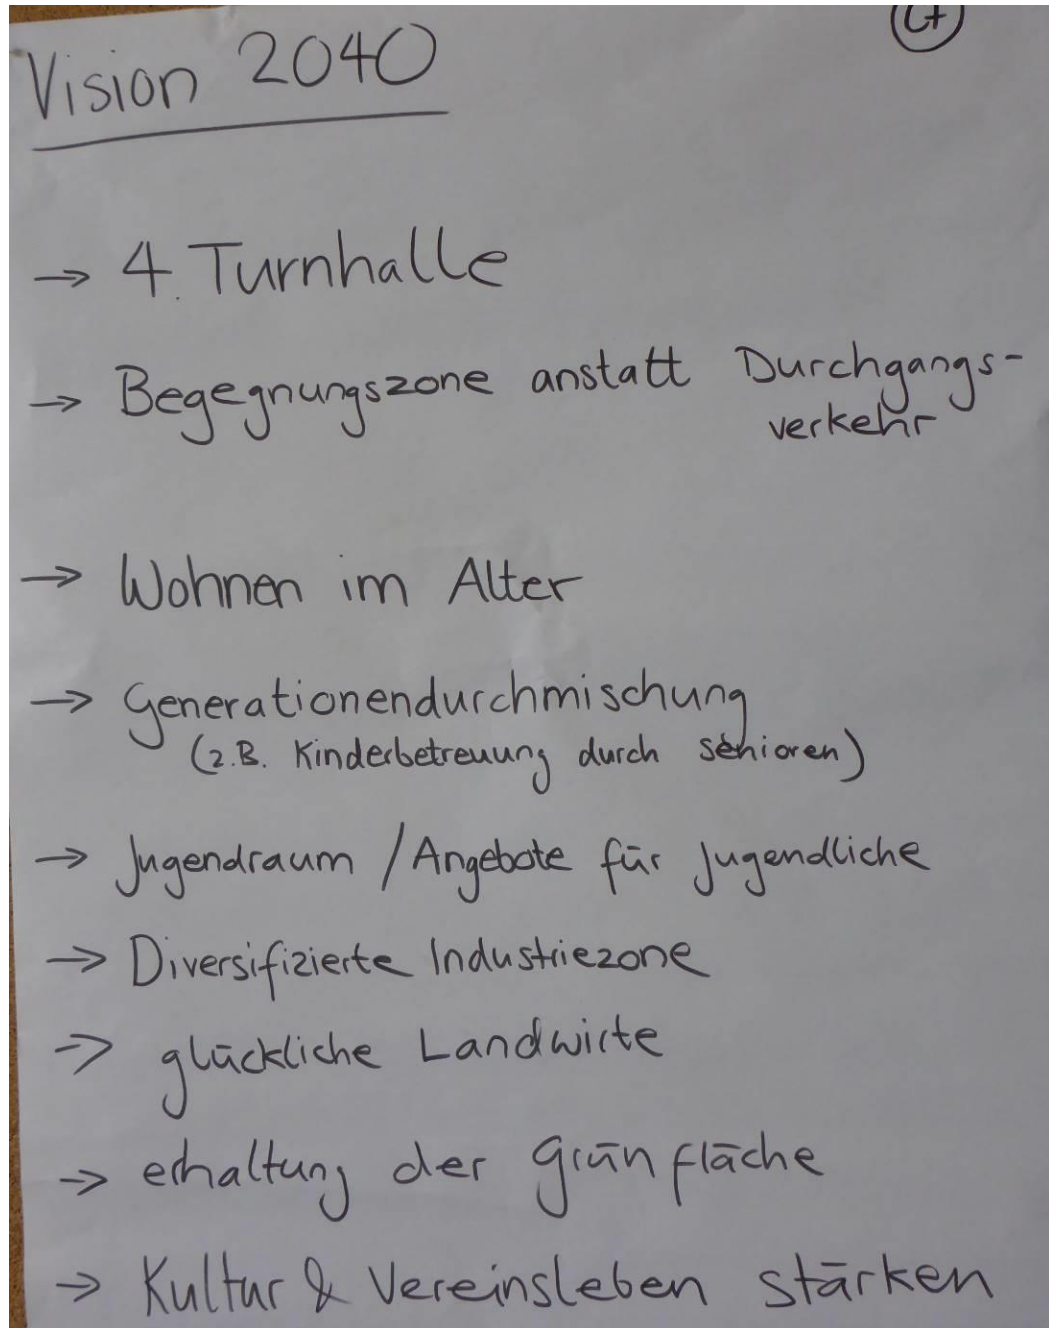 Vision 2040
→ 4. Turnhalle
→ Begegnungszone anstatt Durchgangs-
verkehr
→ Wohnen im Alter
→ Generationendurchmischung
(z.B. Kinderbetreuung durch Senioren)
→ Jugendraum / Angebote für Jugendliche
→ Diversifizierte Industriezone
→ glückliche Landwirte
→ erhaltung der Grünfläche
→ Kultur & Vereinsleben stärken